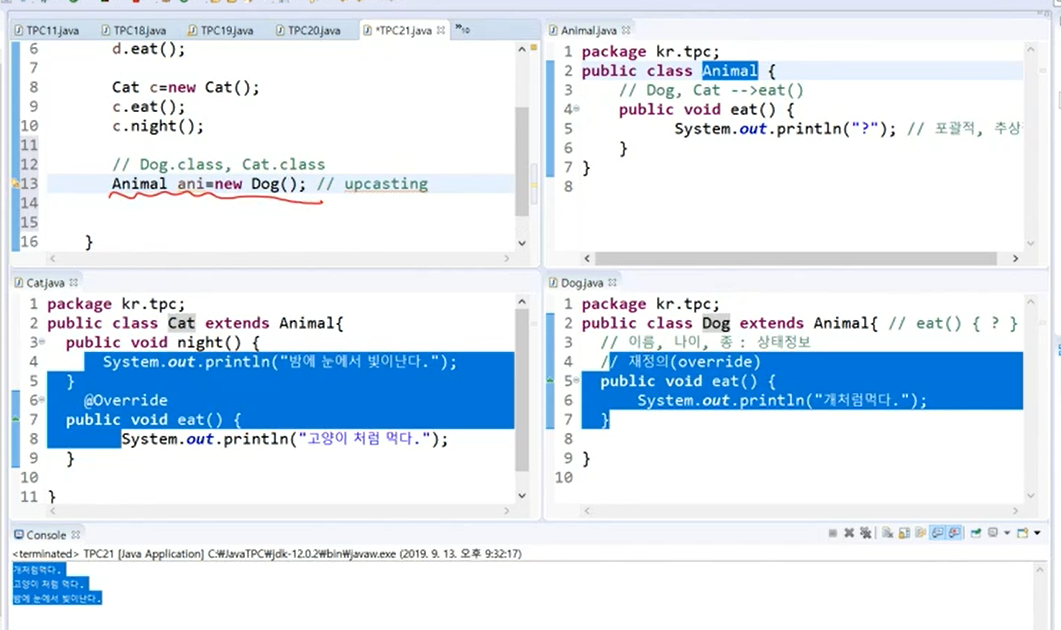 TPC11.java TPC18.java TPC19.java TPC20.java *TPC21.java 10
6 d.eat();
7
8 Cat c=new Cat();
9 c.eat();
10 c.night();
11
12 // Dog.class, Cat.class
13 Animal ani=new Dog(); // upcasting
14
15
16 }
Animal.java
1 package kr.tpc;
2 public class Animal {
3 // Dog, Cat -->eat()
4 public void eat() {
5 System.out.println("?"); // 포괄적, 추상
6 }
7 }
8
Cat.java
1 package kr.tpc;
2 public class Cat extends Animal{
3 public void night() {
4 System.out.println("밤에 눈에서 빛이난다.");
5 }
6 @Override
7 public void eat() {
8 System.out.println("고양이 처럼 먹다.");
9 }
10
11 }
Dog.java
1 package kr.tpc;
2 public class Dog extends Animal{ // eat() { ? }
3 // 이름, 나이, 종 : 상태정보
4 // 재정의(override)
5 public void eat() {
6 System.out.println("개처럼먹다.");
7 }
8
9 }
10
Console
<terminated> TPC21 [Java Application] C:₩JavaTPC₩jdk-12.0.2₩bin₩javaw.exe (2019. 9. 13. 오후 9:32:17)
개처럼먹다.
고양이 처럼 먹다.
밤에 눈에서 빛이난다.